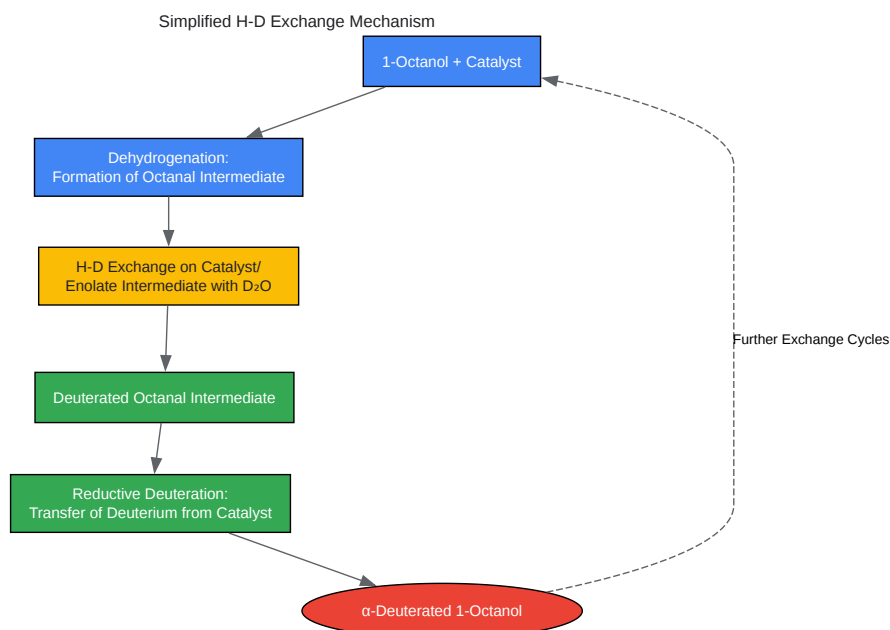 Simplified H-D Exchange Mechanism
1-Octanol + Catalyst
Dehydrogenation:
Formation of Octanal Intermediate
H-D Exchange on Catalyst/
Enolate Intermediate with D₂O
Further Exchange Cycles
Deuterated Octanal Intermediate
Reductive Deuteration:
Transfer of Deuterium from Catalyst
α-Deuterated 1-Octanol